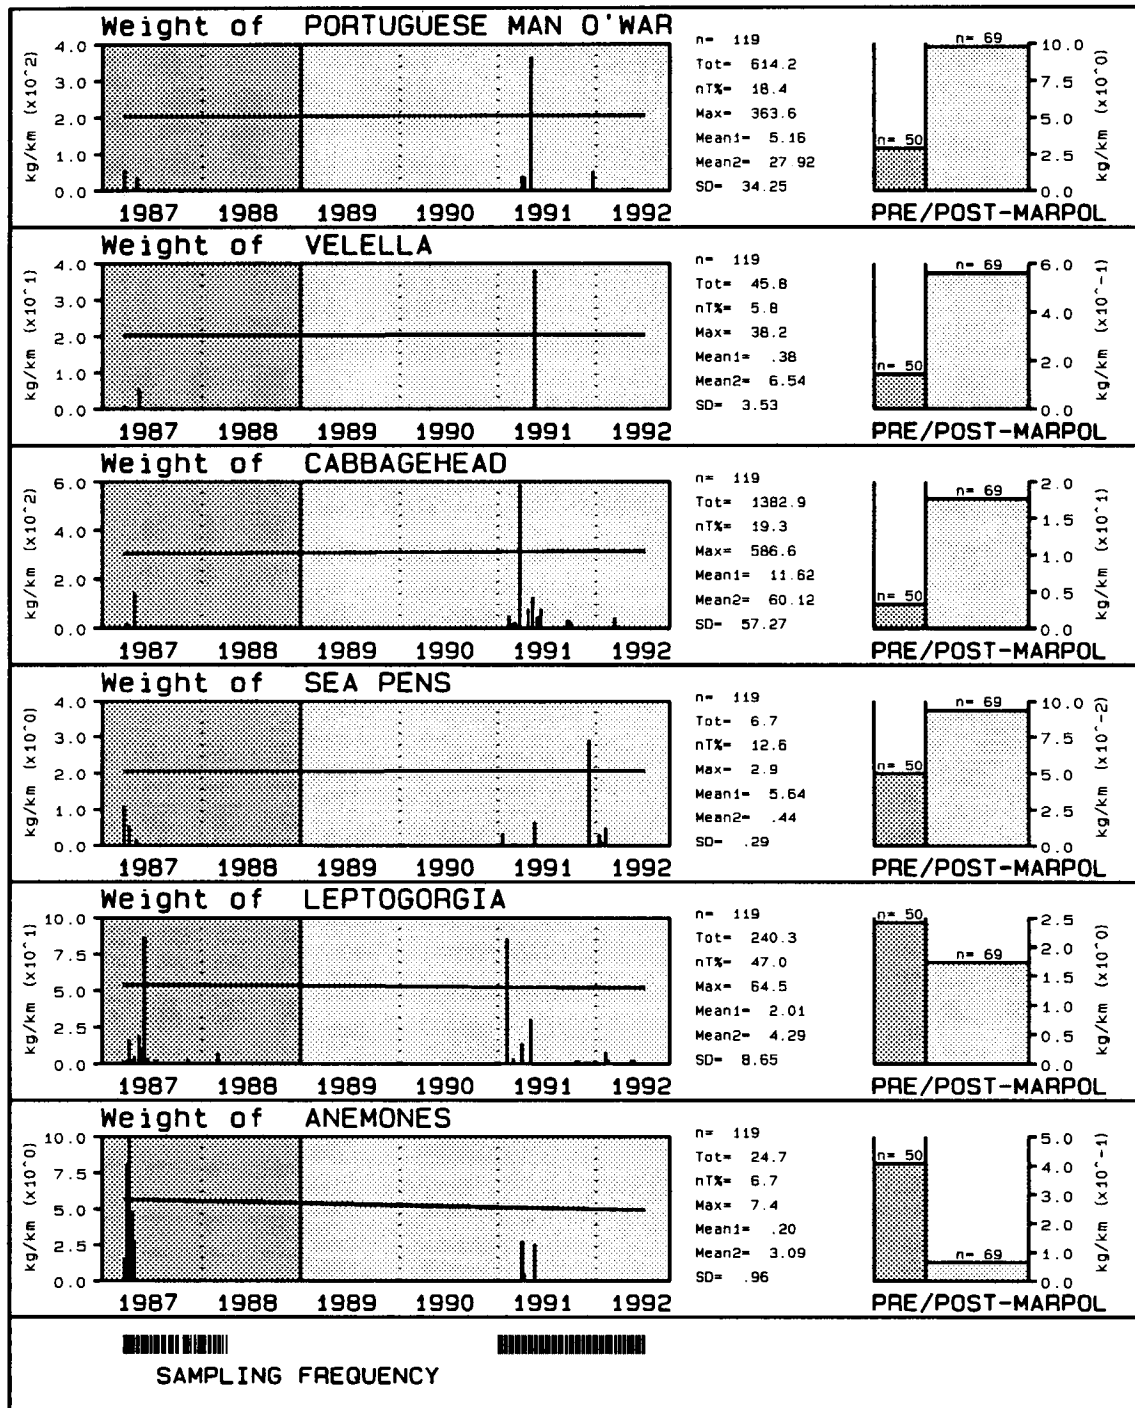 Weight of PORTUGUESE MAN O'WAR
kg/km (x10^2)
4.0
3.0
2.0
1.0
0.0
1987 1988 1989 1990 1991 1992
n= 119
Tot= 614.2
nT%= 18.4
Max= 363.6
Mean1= 5.16
Mean2= 27.92
SD= 34.25
n= 50
n= 69
10.0
7.5
5.0
2.5
0.0
kg/km (x10^0)
PRE/POST-MARPOL
Weight of VELELLA
kg/km (x10^1)
4.0
3.0
2.0
1.0
0.0
1987 1988 1989 1990 1991 1992
n= 119
Tot= 45.8
nT%= 5.8
Max= 38.2
Mean1= .38
Mean2= 6.54
SD= 3.53
n= 50
n= 69
6.0
4.0
2.0
0.0
kg/km (x10^-1)
PRE/POST-MARPOL
Weight of CABBAGEHEAD
kg/km (x10^2)
6.0
4.0
2.0
0.0
1987 1988 1989 1990 1991 1992
n= 119
Tot= 1382.9
nT%= 19.3
Max= 586.6
Mean1= 11.62
Mean2= 60.12
SD= 57.27
n= 50
n= 69
2.0
1.5
1.0
0.5
0.0
kg/km (x10^1)
PRE/POST-MARPOL
Weight of SEA PENS
kg/km (x10^0)
4.0
3.0
2.0
1.0
0.0
1987 1988 1989 1990 1991 1992
n= 119
Tot= 6.7
nT%= 12.6
Max= 2.9
Mean1= 5.64
Mean2= .44
SD= .29
n= 50
n= 69
10.0
7.5
5.0
2.5
0.0
kg/km (x10^-2)
PRE/POST-MARPOL
Weight of LEPTOGORGIA
kg/km (x10^1)
10.0
7.5
5.0
2.5
0.0
1987 1988 1989 1990 1991 1992
n= 119
Tot= 240.3
nT%= 47.0
Max= 64.5
Mean1= 2.01
Mean2= 4.29
SD= 8.65
n= 50
n= 69
2.5
2.0
1.5
1.0
0.5
0.0
kg/km (x10^0)
PRE/POST-MARPOL
Weight of ANEMONES
kg/km (x10^0)
10.0
7.5
5.0
2.5
0.0
1987 1988 1989 1990 1991 1992
n= 119
Tot= 24.7
nT%= 6.7
Max= 7.4
Mean1= .20
Mean2= 3.09
SD= .96
n= 50
n= 69
5.0
4.0
3.0
2.0
1.0
0.0
kg/km (x10^-1)
PRE/POST-MARPOL
SAMPLING FREQUENCY